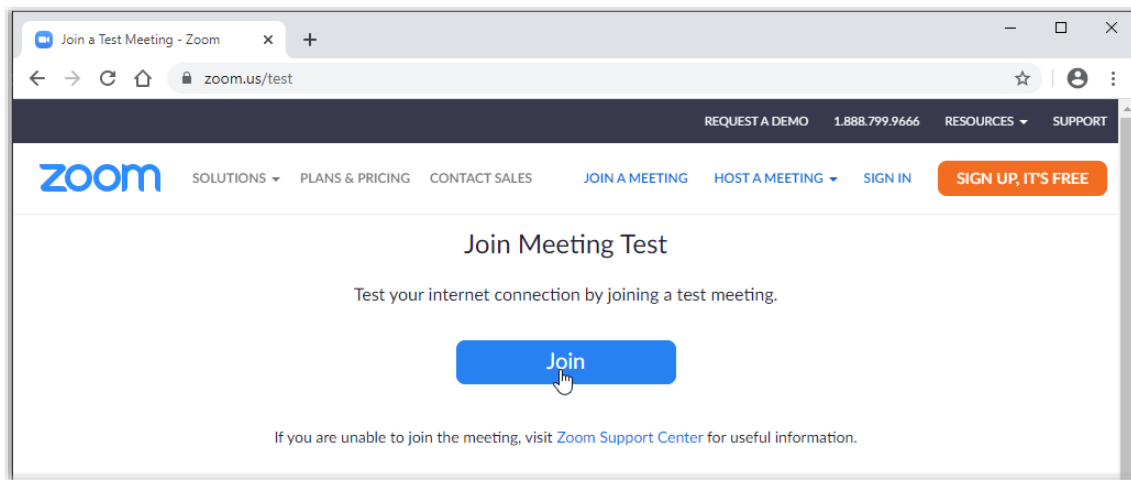 Join a Test Meeting - Zoom
zoom.us/test
REQUEST A DEMO 1.888.799.9666 RESOURCES SUPPORT
zoom SOLUTIONS PLANS & PRICING CONTACT SALES JOIN A MEETING HOST A MEETING SIGN IN SIGN UP, IT'S FREE
Join Meeting Test
Test your internet connection by joining a test meeting.
Join
If you are unable to join the meeting, visit Zoom Support Center for useful information.